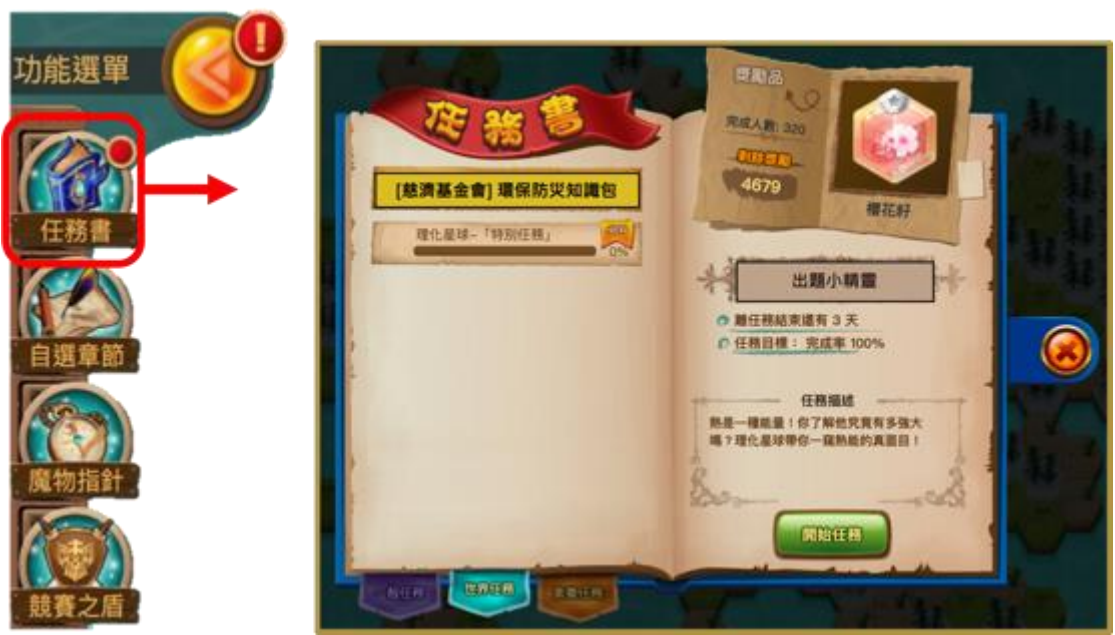 功能選單
!
任務書
自選章節
魔物指針
競賽之盾
任務書
[慈濟基金會] 環保防災知識包
理化星球-「特別任務」
0%
獎勵品
完成人數: 320
剩餘獎勵
4679
櫻花籽
出題小精靈
離任務結束還有 3 天
任務目標： 完成率 100%
任務描述
熱是一種能量！你了解他究竟有多強大
嗎？理化星球帶你一窺熱能的真面目！
開始任務
世界任務